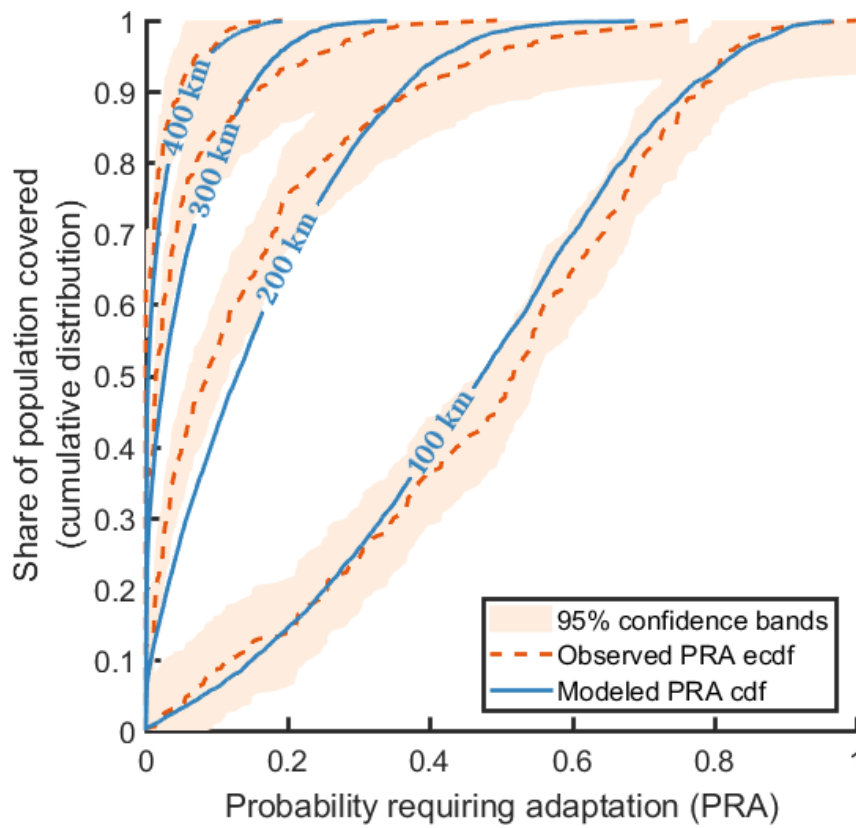 1
0.9
0.8
0.7
0.6
0.5
0.4
0.3
0.2
0.1
0
Share of population covered
(cumulative distribution)
400 km
300 km
200 km
100 km
95% confidence bands
Observed PRA ecdf
Modeled PRA cdf
0 0.2 0.4 0.6 0.8 1
Probability requiring adaptation (PRA)